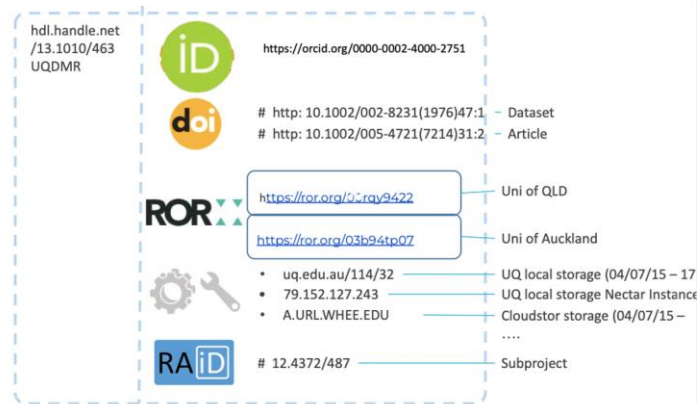 hdl.handle.net
/13.1010/463
UQDMR
iD
https://orcid.org/0000-0002-4000-2751
doi
# http: 10.1002/002-8231(1976)47:1
Dataset
# http: 10.1002/005-4721(7214)31:2
Article
ROR
Uni of QLD
https://ror.org/03b94tp07
Uni of Auckland
• uq.edu.au/114/32
UQ local storage (04/07/15 – 17
• 79.152.127.243
UQ local storage Nectar Instance
• A.URL.WHEE.EDU
Cloudstor storage (04/07/15 –
....
RAiD
# 12.4372/487
Subproject